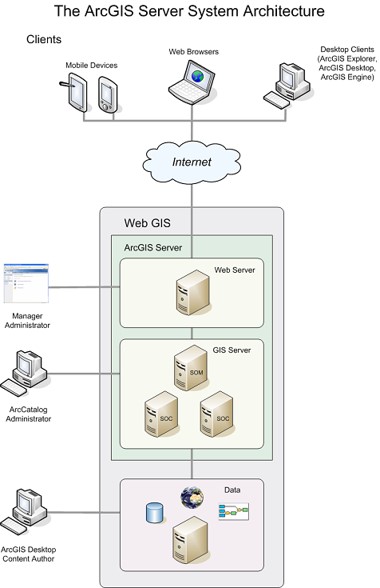 The ArcGIS Server System Architecture
Clients
Mobile Devices
Web Browsers
Desktop Clients
(ArcGIS Explorer,
ArcGIS Desktop,
ArcGIS Engine)
Internet
Web GIS
ArcGIS Server
Web Server
Manager
Administrator
GIS Server
SOM
SOC
SOC
ArcCatalog
Administrator
Data
ArcGIS Desktop
Content Author